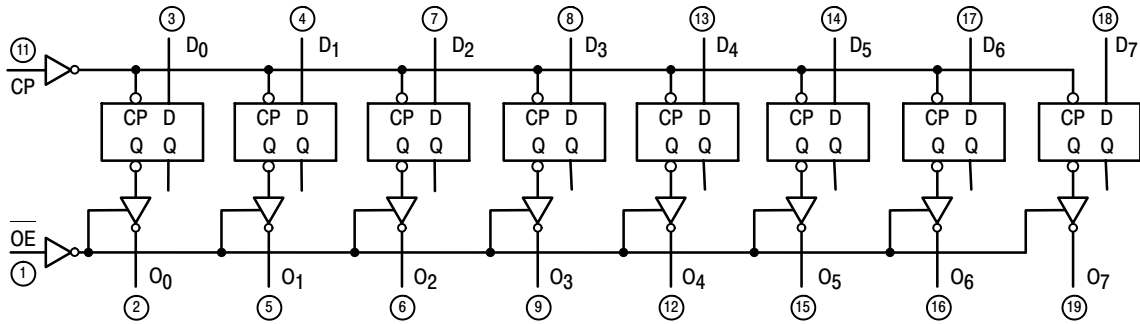 3 4 7 8 13 14 17 18
11 D0 D1 D2 D3 D4 D5 D6 D7
CP
CP D CP D CP D CP D CP D CP D CP D CP D
Q Q Q Q Q Q Q Q Q Q Q Q Q Q Q Q
OE
1 O0 O1 O2 O3 O4 O5 O6 O7
2 5 6 9 12 15 16 19